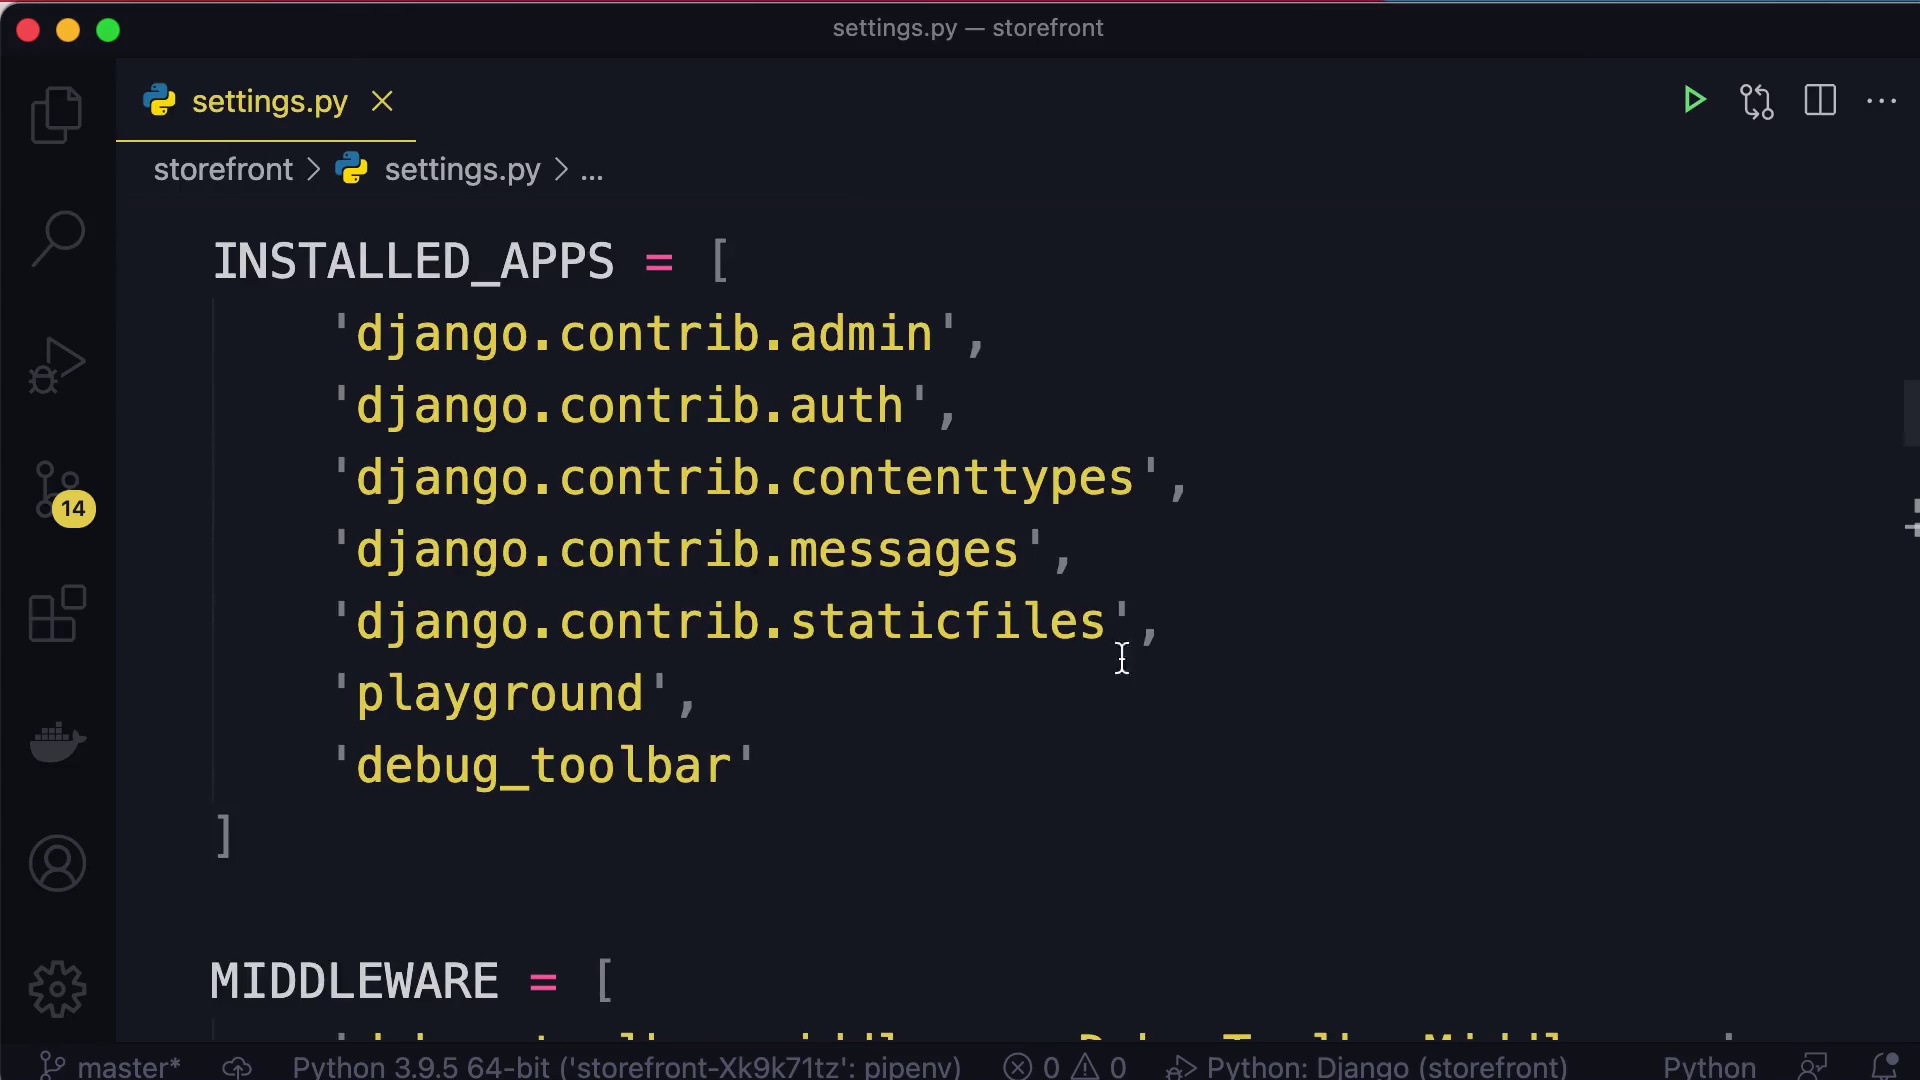 settings.py — storefront
settings.py
storefront > settings.py > ...
INSTALLED_APPS = [
'django.contrib.admin',
'django.contrib.auth',
'django.contrib.contenttypes',
'django.contrib.messages',
'django.contrib.staticfiles',
'playground',
'debug_toolbar'
]
MIDDLEWARE = [
14
master*
Python 3.9.5 64-bit ('storefront-Xk9k71tz': pipenv)
0
0
Python: Django (storefront)
Python